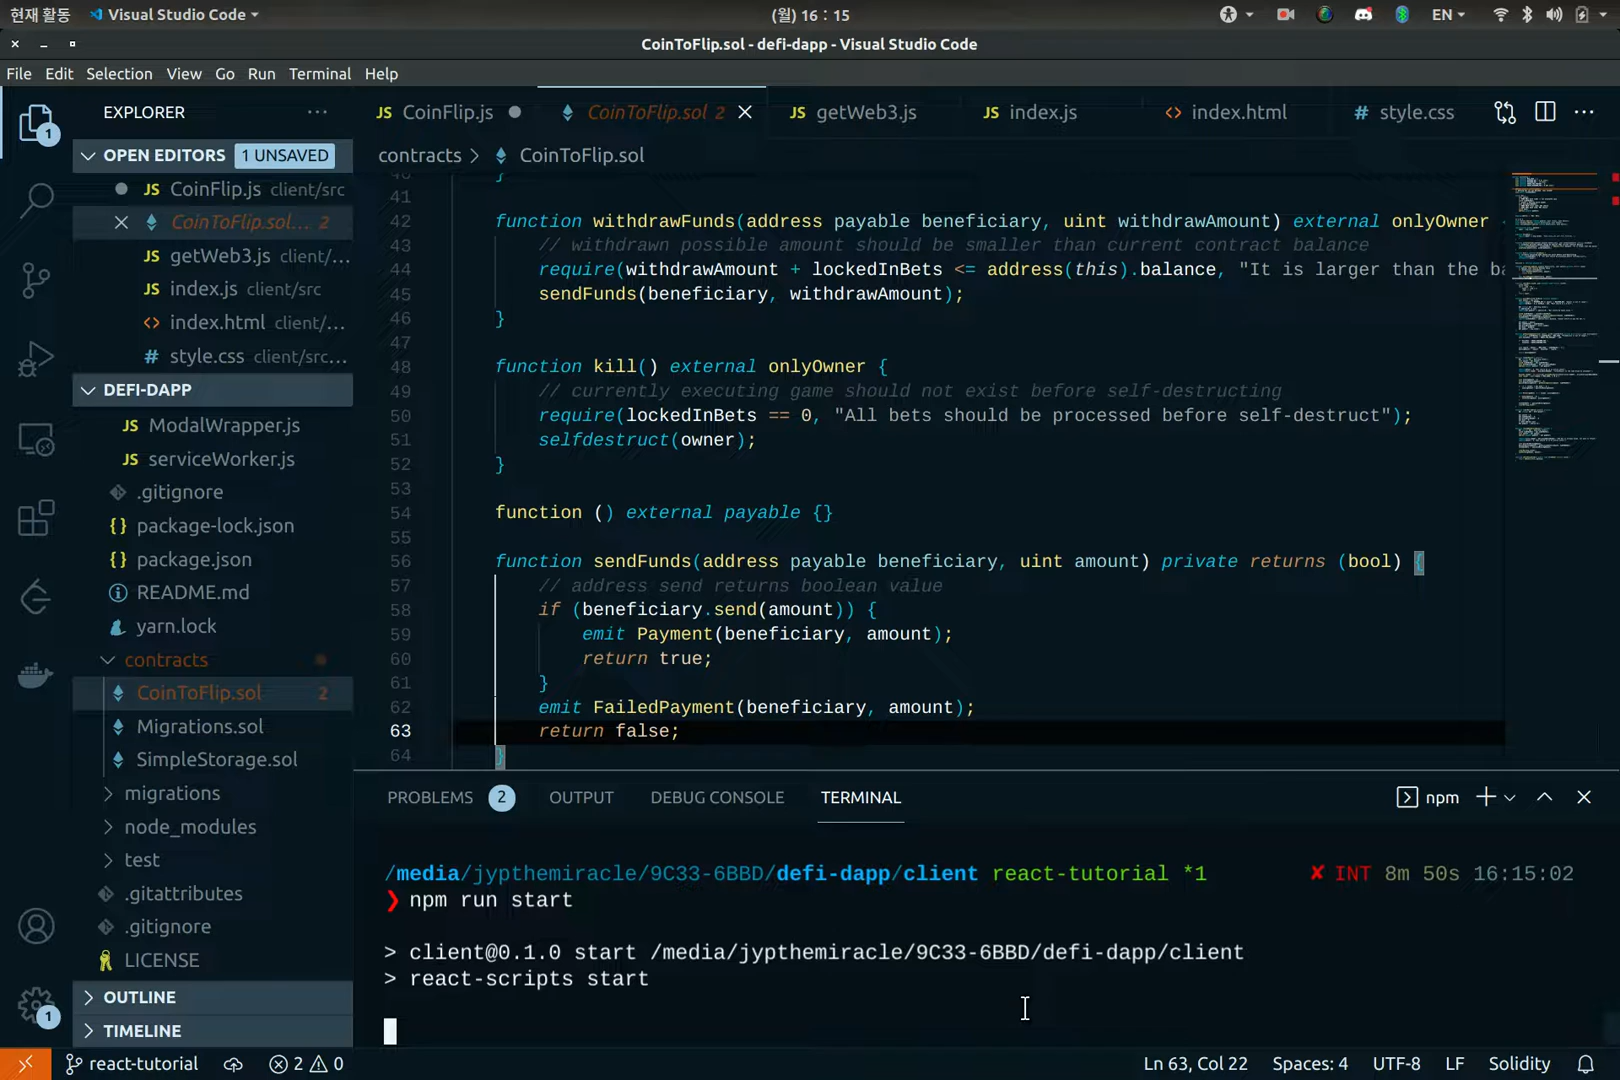 현재 활동 Visual Studio Code (월) 16 : 15 EN
CoinToFlip.sol - defi-dapp - Visual Studio Code
File Edit Selection View Go Run Terminal Help
EXPLORER
OPEN EDITORS 1 UNSAVED
JS CoinFlip.js client/src
CoinToFlip.sol... 2
JS getWeb3.js client/...
JS index.js client/src
<> index.html client/...
# style.css client/src...
DEFI-DAPP
JS ModalWrapper.js
JS serviceWorker.js
.gitignore
{} package-lock.json
{} package.json
README.md
yarn.lock
contracts
CoinToFlip.sol 2
Migrations.sol
SimpleStorage.sol
migrations
node_modules
test
.gitattributes
.gitignore
LICENSE
OUTLINE
TIMELINE
1
1
JS CoinFlip.js CoinToFlip.sol 2 JS getWeb3.js JS index.js <> index.html # style.css
contracts > CoinToFlip.sol
40 }
41
42 function withdrawFunds(address payable beneficiary, uint withdrawAmount) external onlyOwner
43 // withdrawn possible amount should be smaller than current contract balance
44 require(withdrawAmount + lockedInBets <= address(this).balance, "It is larger than the ba
45 sendFunds(beneficiary, withdrawAmount);
46 }
47
48 function kill() external onlyOwner {
49 // currently executing game should not exist before self-destructing
50 require(lockedInBets == 0, "All bets should be processed before self-destruct");
51 selfdestruct(owner);
52 }
53
54 function () external payable {}
55
56 function sendFunds(address payable beneficiary, uint amount) private returns (bool) {
57 // address send returns boolean value
58 if (beneficiary.send(amount)) {
59 emit Payment(beneficiary, amount);
60 return true;
61 }
62 emit FailedPayment(beneficiary, amount);
63 return false;
64 }
PROBLEMS 2 OUTPUT DEBUG CONSOLE TERMINAL npm
/media/jypthemiracle/9C33-6BBD/defi-dapp/client react-tutorial *1 ✘ INT 8m 50s 16:15:02
❯ npm run start
> client@0.1.0 start /media/jypthemiracle/9C33-6BBD/defi-dapp/client
> react-scripts start
react-tutorial 2 0 Ln 63, Col 22 Spaces: 4 UTF-8 LF Solidity